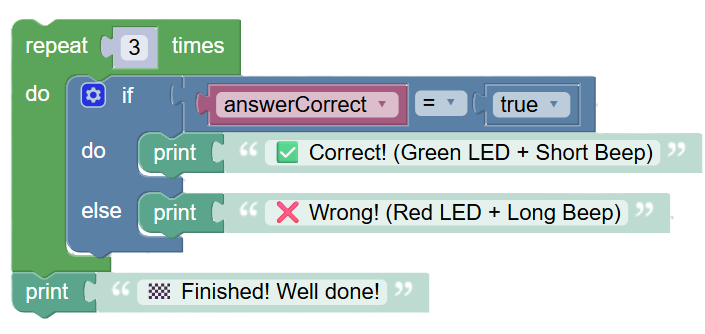 repeat 3 times
do if answerCorrect = true
do print “ ✅ Correct! (Green LED + Short Beep) ”
else print “ ❌ Wrong! (Red LED + Long Beep) ”
print “ 🏁 Finished! Well done! ”